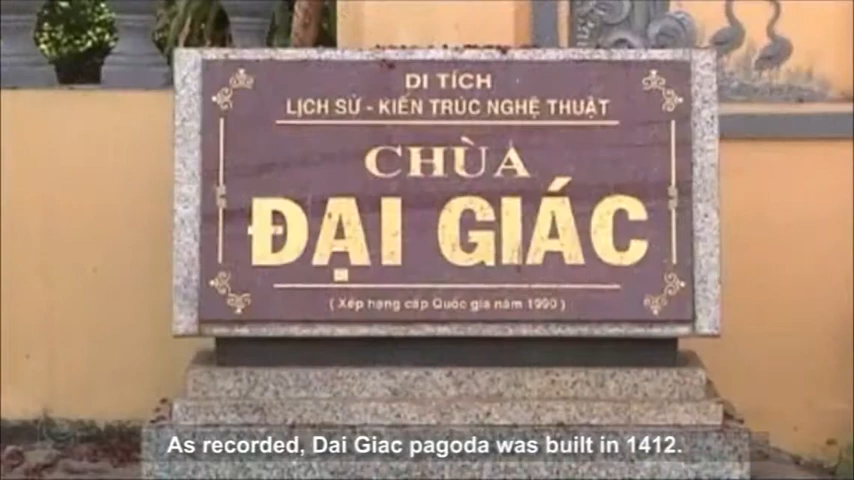 DI TÍCH
LỊCH SỬ - KIẾN TRÚC NGHỆ THUẬT
CHÙA
ĐẠI GIÁC
( Xếp hạng cấp Quốc gia năm 1990 )
As recorded, Dai Giac pagoda was built in 1412.